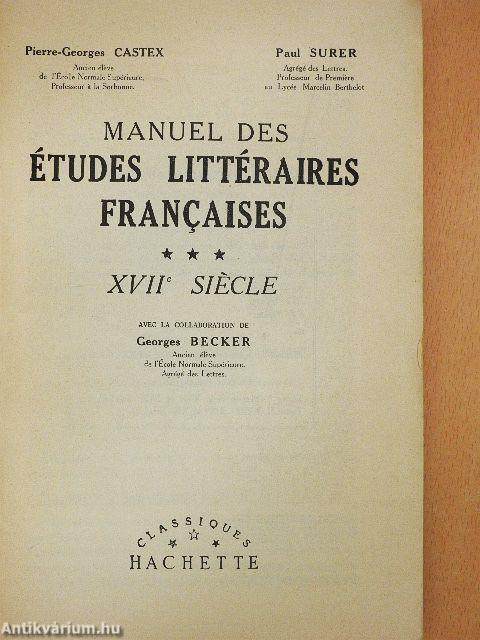 Pierre-Georges CASTEX
Ancien élève
de l'École Normale Supérieure,
Professeur à la Sorbonne.
Paul SURER
Agrégé des Lettres.
Professeur de Première
au Lycée Marcelin Berthelot
MANUEL DES
ÉTUDES LITTÉRAIRES
FRANÇAISES
★ ★ ★
XVIIe SIÈCLE
AVEC LA COLLABORATION DE
Georges BECKER
Ancien élève
de l'École Normale Supérieure.
Agrégé des Lettres.
CLASSIQUES
HACHETTE
Antikvárium.hu